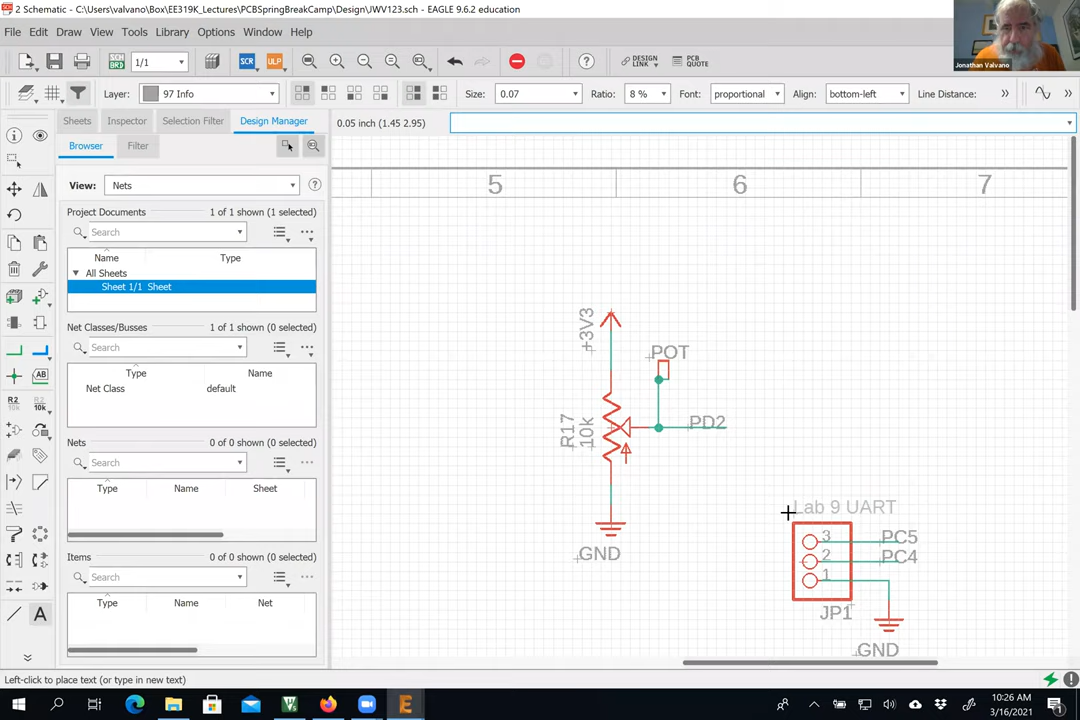 2 Schematic - C:\Users\valvano\Box\EE319K_Lectures\PCBSpringBreakCamp\Design\JWV123.sch - EAGLE 9.6.2 education
File Edit Draw View Tools Library Options Window Help
SCH BRD 1/1 SCR ULP DESIGN LINK PCB QUOTE
Jonathan Valvano
Layer: 97 Info Size: 0.07 Ratio: 8 % Font: proportional Align: bottom-left Line Distance:
Sheets Inspector Selection Filter Design Manager
0.05 inch (1.45 2.95)
Browser Filter
View: Nets
Project Documents 1 of 1 shown (1 selected)
Search
Name Type
All Sheets
Sheet 1/1 Sheet
Net Classes/Busses 1 of 1 shown (0 selected)
Search
Type Name
Net Class default
Nets 0 of 0 shown (0 selected)
Search
Type Name Sheet
Items 0 of 0 shown (0 selected)
Search
Type Name Net
R2 10k R2 10k
5 6 7
+3V3
POT
R17
10k
PD2
GND
Lab 9 UART
3 PC5
2 PC4
1
JP1
GND
Left-click to place text (or type in new text)
10:26 AM
3/16/2021